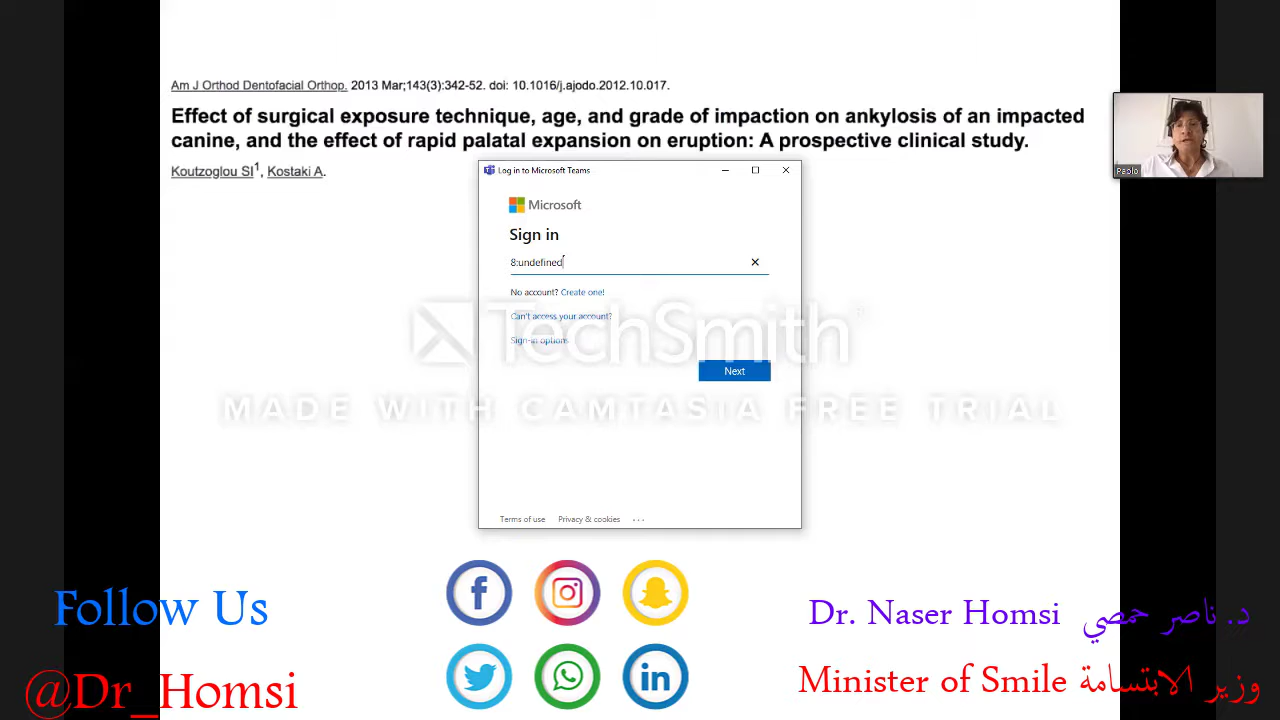 Am J Orthod Dentofacial Orthop. 2013 Mar;143(3):342-52. doi: 10.1016/j.ajodo.2012.10.017.
Effect of surgical exposure technique, age, and grade of impaction on ankylosis of an impacted
canine, and the effect of rapid palatal expansion on eruption: A prospective clinical study.
Koutzoglou SI1, Kostaki A.
Paolo
Log in to Microsoft Teams
Microsoft
Sign in
8:undefined
No account? Create one!
Can't access your account?
Sign-in options
Next
TechSmith®
MADE WITH CAMTASIA FREE TRIAL
Terms of use Privacy & cookies ...
Follow Us
@Dr_Homsi
Dr. Naser Homsi د. ناصر حمصي
Minister of Smile وزير الابتسامة